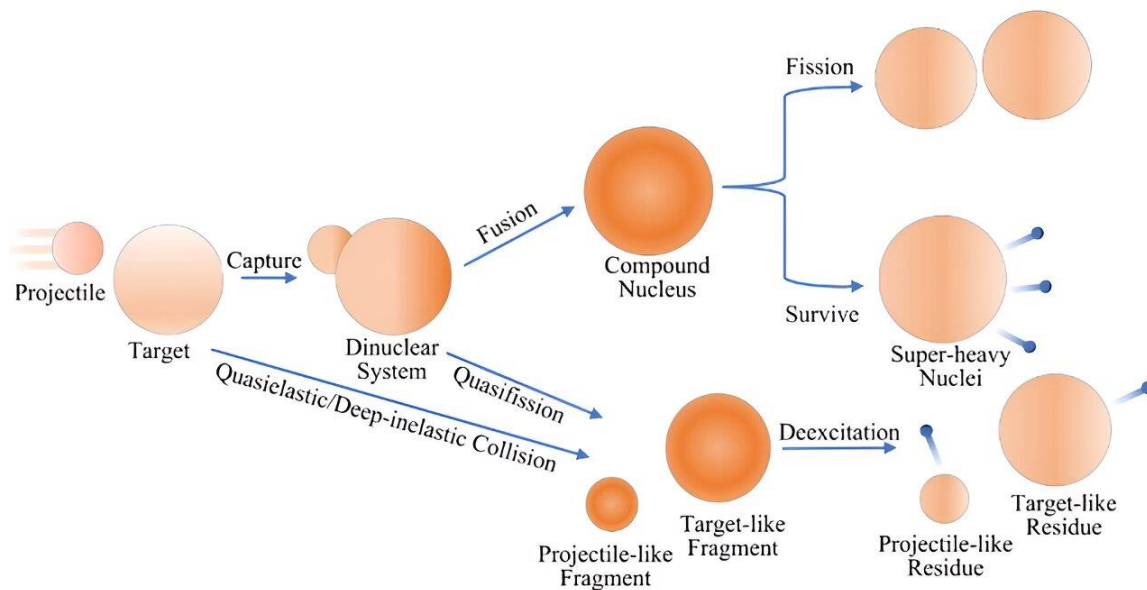 Projectile
Target
Capture
Dinuclear
System
Fusion
Compound
Nucleus
Fission
Survive
Super-heavy
Nuclei
Quasielastic/Deep-inelastic Collision
Quasifission
Projectile-like
Fragment
Target-like
Fragment
Deexcitation
Projectile-like
Residue
Target-like
Residue